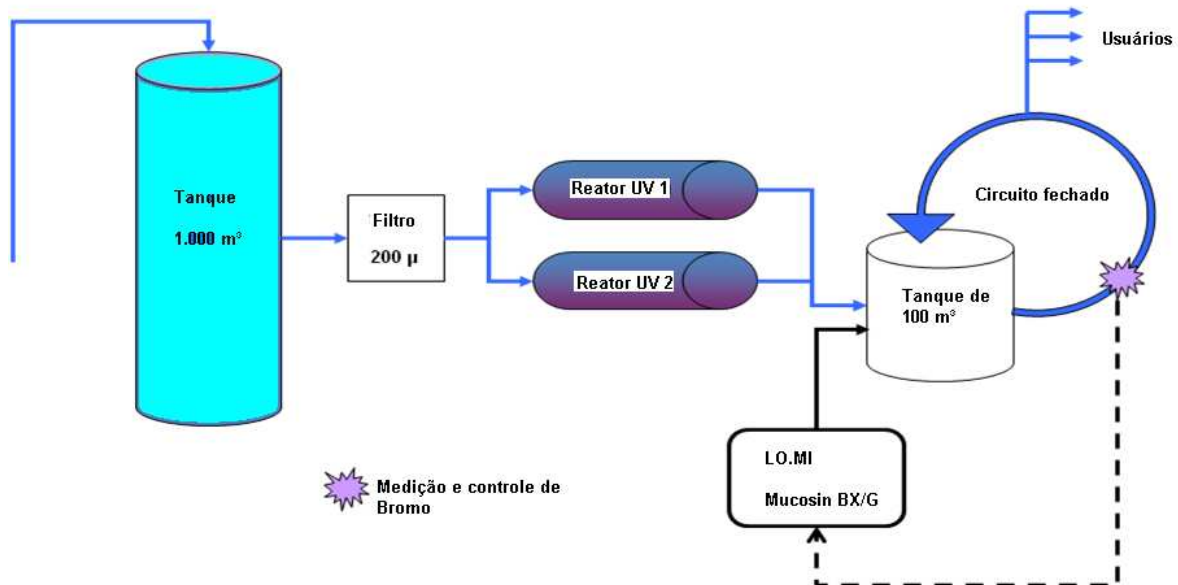 Usuários
Tanque
1.000 m³
Filtro
200 µ
Reator UV 1
Reator UV 2
Circuito fechado
Tanque de
100 m³
LO.MI
Mucosin BX/G
Medição e controle de
Bromo